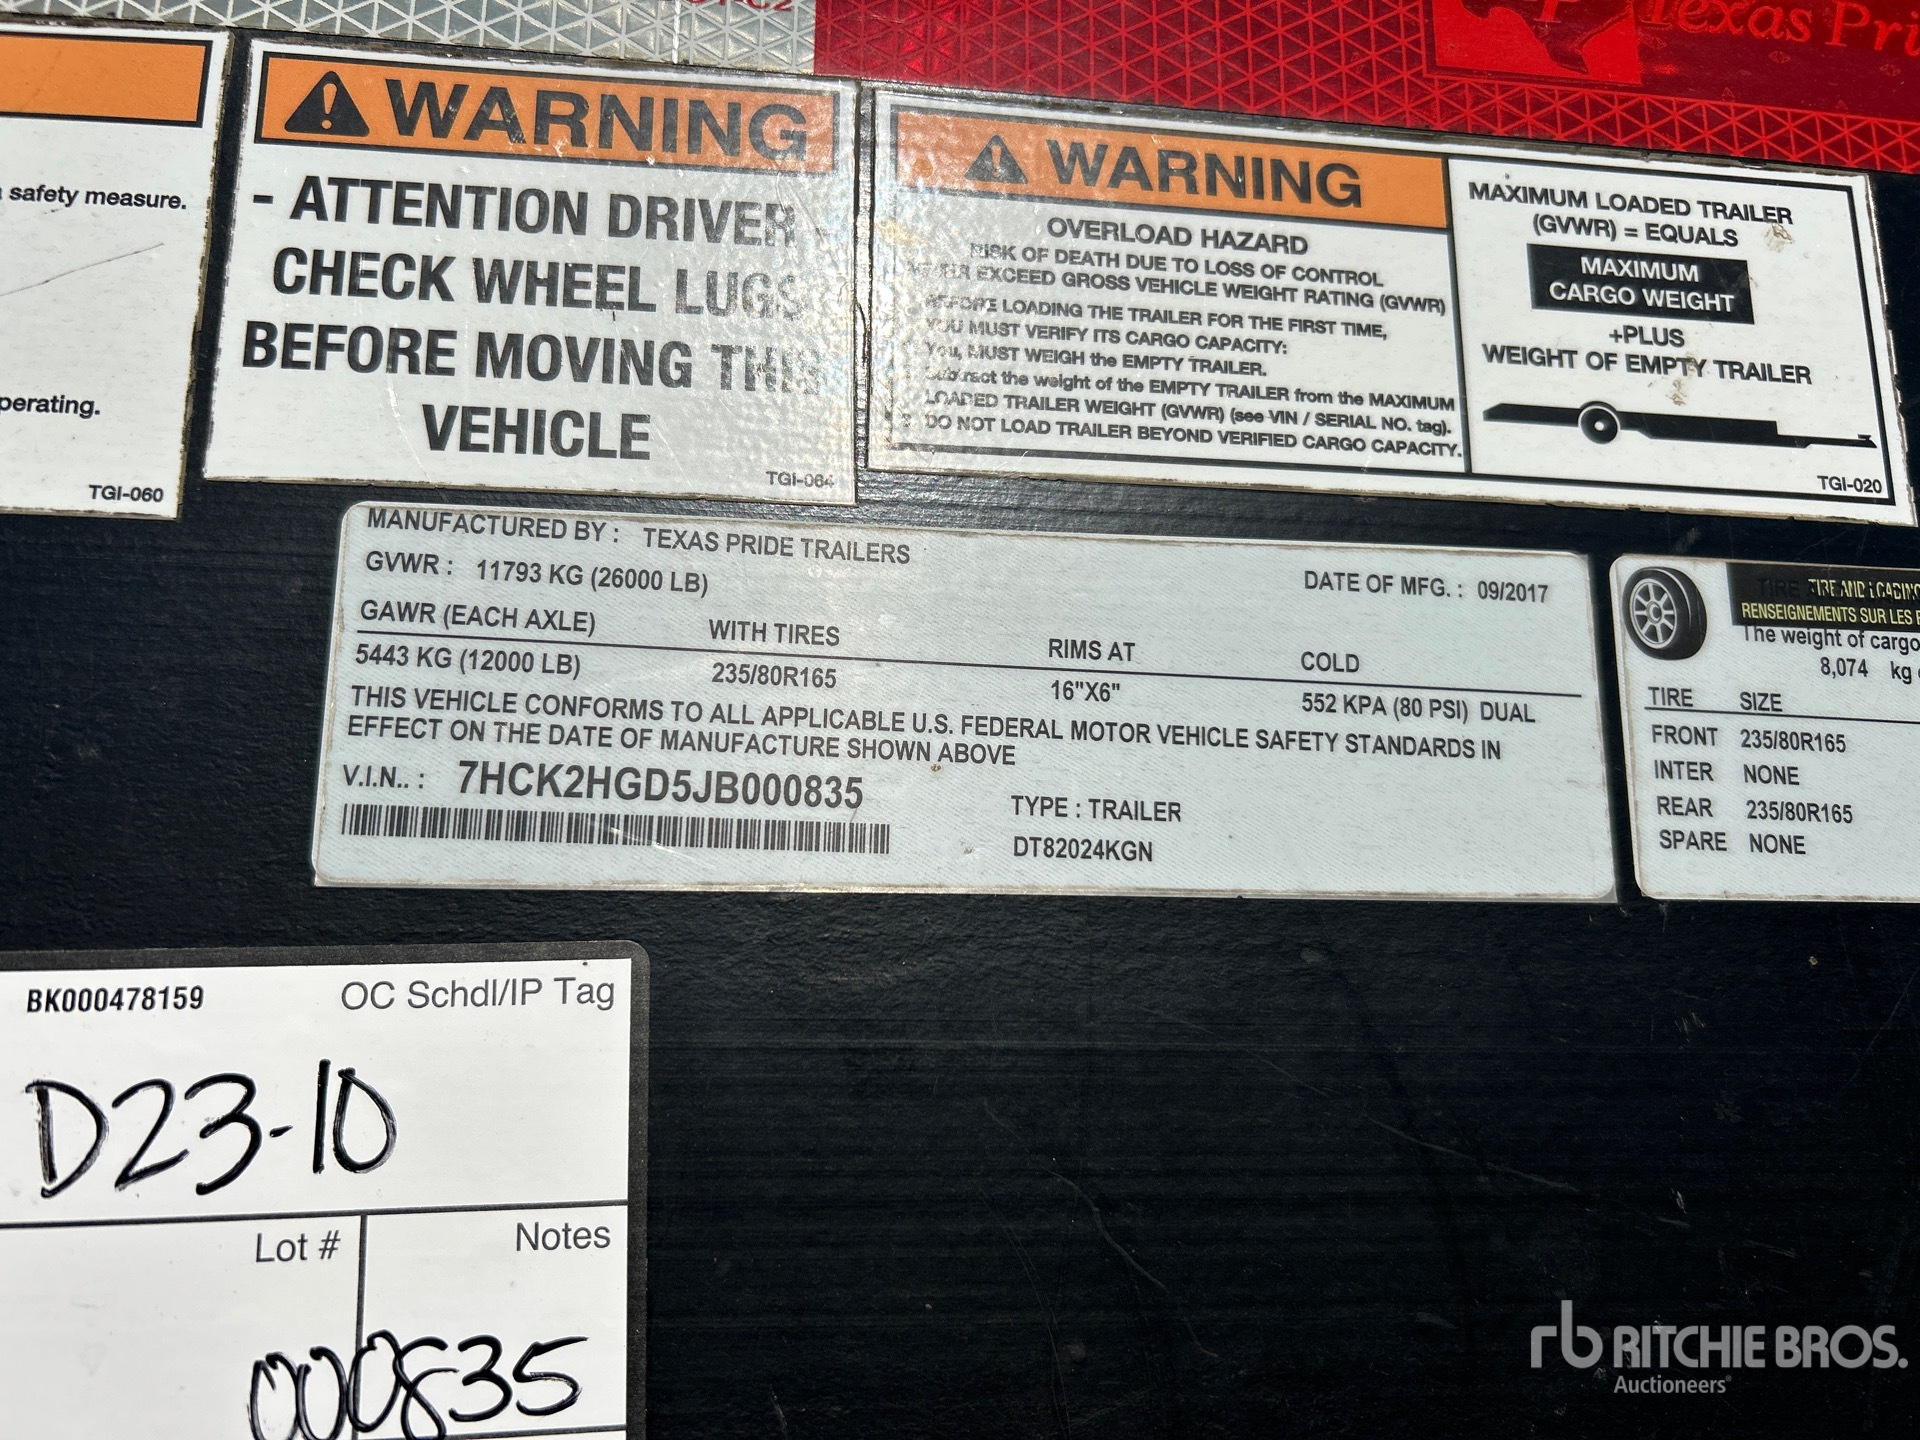 Texas Pri
safety measure.
perating.
TGI-060
WARNING
- ATTENTION DRIVER -
CHECK WHEEL LUGS
BEFORE MOVING THIS
VEHICLE
TGI-064
WARNING
OVERLOAD HAZARD
RISK OF DEATH DUE TO LOSS OF CONTROL
EXCEED GROSS VEHICLE WEIGHT RATING (GVWR)
BEFORE LOADING THE TRAILER FOR THE FIRST TIME,
YOU MUST VERIFY ITS CARGO CAPACITY:
You, MUST WEIGH the EMPTY TRAILER.
Subtract the weight of the EMPTY TRAILER from the MAXIMUM
LOADED TRAILER WEIGHT (GVWR) (see VIN / SERIAL NO. tag).
DO NOT LOAD TRAILER BEYOND VERIFIED CARGO CAPACITY.
MAXIMUM LOADED TRAILER
(GVWR) = EQUALS
MAXIMUM
CARGO WEIGHT
+PLUS
WEIGHT OF EMPTY TRAILER
TGI-020
MANUFACTURED BY : TEXAS PRIDE TRAILERS
GVWR : 11793 KG (26000 LB)
DATE OF MFG. : 09/2017
GAWR (EACH AXLE) WITH TIRES RIMS AT COLD
5443 KG (12000 LB) 235/80R165 16"X6" 552 KPA (80 PSI) DUAL
THIS VEHICLE CONFORMS TO ALL APPLICABLE U.S. FEDERAL MOTOR VEHICLE SAFETY STANDARDS IN
EFFECT ON THE DATE OF MANUFACTURE SHOWN ABOVE
V.I.N.. : 7HCK2HGD5JB000835
TYPE : TRAILER
DT82024KGN
TIRE AND LOADING
RENSEIGNEMENTS SUR LES
The weight of cargo
8,074 kg
TIRE SIZE
FRONT 235/80R165
INTER NONE
REAR 235/80R165
SPARE NONE
BK000478159 OC Schdl/IP Tag
D23-10
Lot # Notes
000835
rb RITCHIE BROS.
Auctioneers